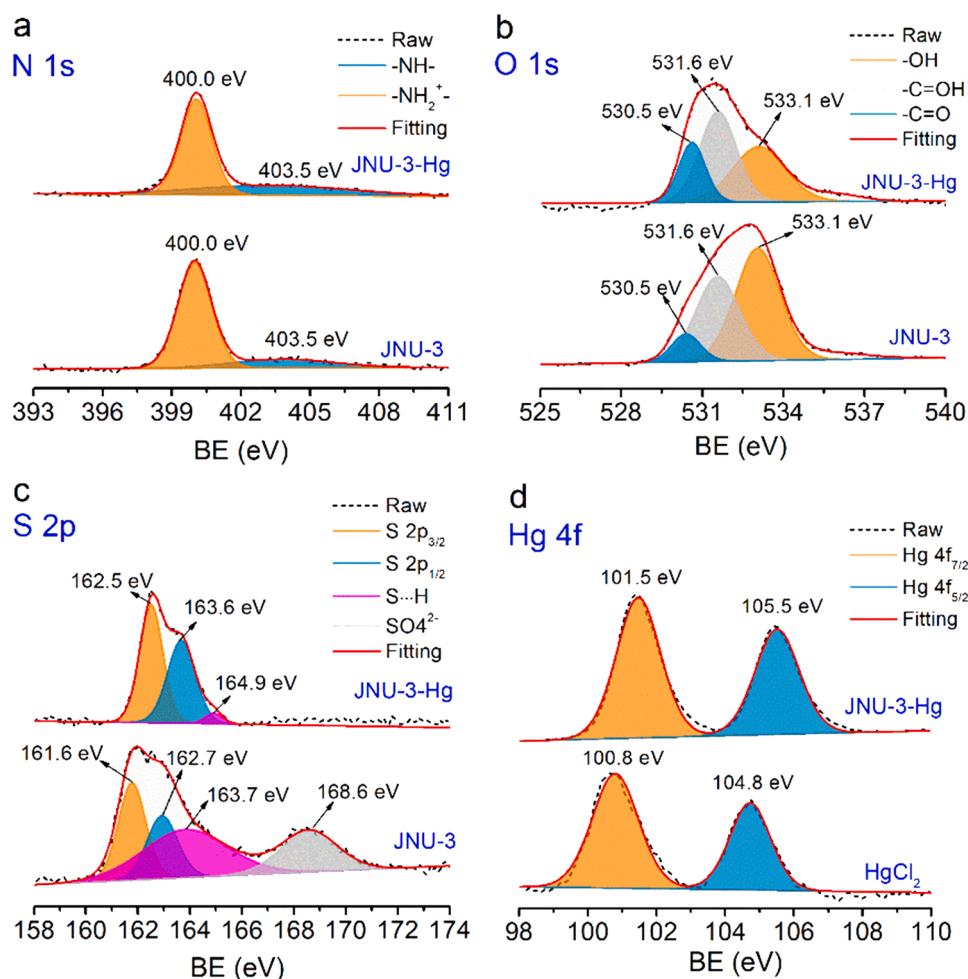 a
N 1s
Raw
-NH-
-NH₂⁺-
Fitting
400.0 eV
403.5 eV
JNU-3-Hg
400.0 eV
403.5 eV
JNU-3
393 396 399 402 405 408 411
BE (eV)
b
O 1s
Raw
-OH
-C=OH
-C=O
Fitting
531.6 eV
530.5 eV
533.1 eV
JNU-3-Hg
531.6 eV
533.1 eV
530.5 eV
JNU-3
525 528 531 534 537 540
BE (eV)
c
S 2p
Raw
S 2p₃/₂
S 2p₁/₂
S···H
SO4²⁻
Fitting
162.5 eV
163.6 eV
164.9 eV
JNU-3-Hg
161.6 eV
162.7 eV
163.7 eV
168.6 eV
JNU-3
158 160 162 164 166 168 170 172 174
BE (eV)
d
Hg 4f
Raw
Hg 4f₇/₂
Hg 4f₅/₂
Fitting
101.5 eV
105.5 eV
JNU-3-Hg
100.8 eV
104.8 eV
HgCl₂
98 100 102 104 106 108 110
BE (eV)